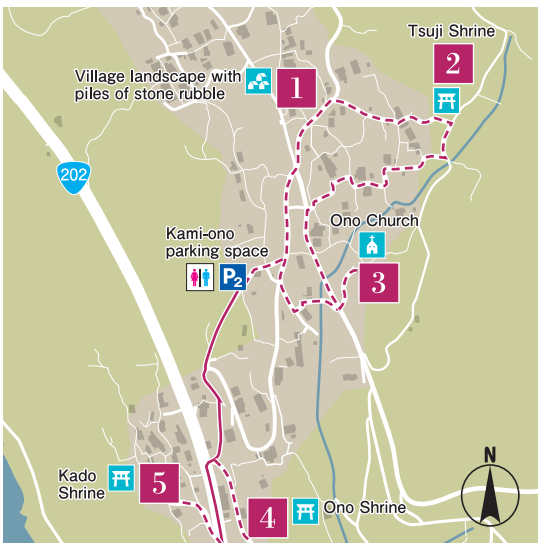 Tsuji Shrine
2
Village landscape with
piles of stone rubble
1
202
Ono Church
Kami-ono
parking space
P2
3
N
Kado
Shrine
5
4
Ono Shrine